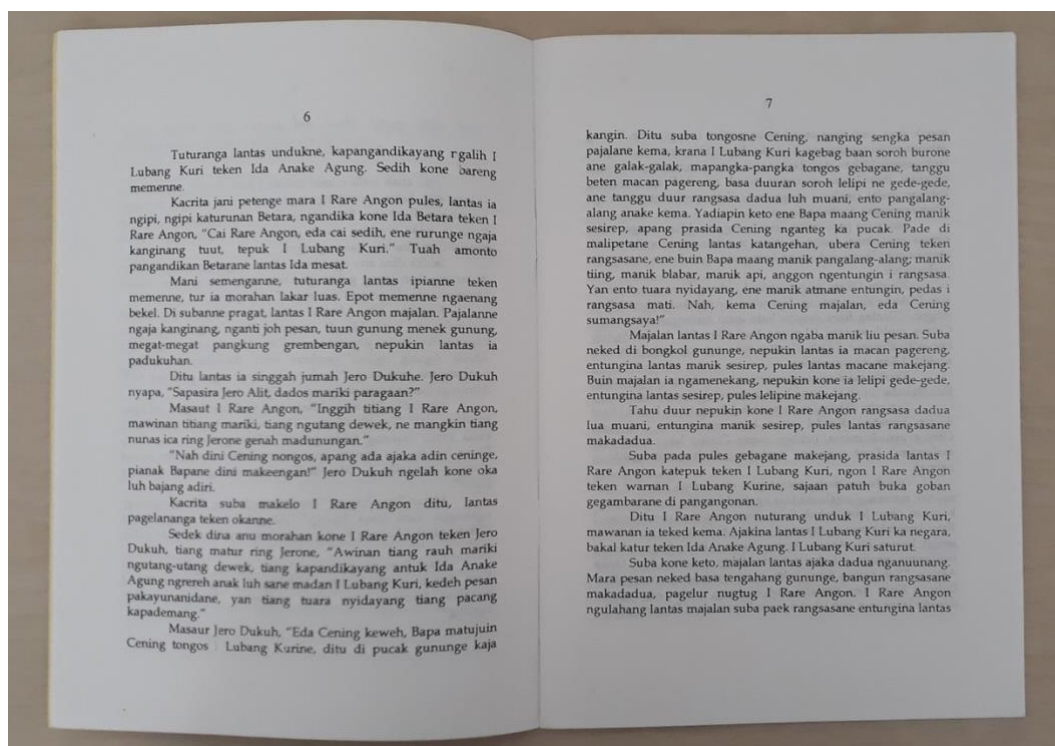 6
Tuturanga lantas undukne, kapangandikayang ngalih I
Lubang Kuri teken Ida Anake Agung. Sedih kone bareng
memenne.
Kacrita jani petenge mara I Rare Angon pules, lantas ia
ngipi, ngipi katurunan Betara, ngandika kone Ida Betara teken I
Rare Angon, “Cai Rare Angon, eda cai sedih, ene rurunge ngaja
kanginang tuut, tepuk I Lubang Kuri.” Tuah amonto
pangandikan Betarane lantas Ida mesat.
Mani semenganne, tuturanga lantas ipianne teken
memenne, tur ia morahan lakar luas. Epot memenne ngaenang
bekel. Di subanne pragat, lantas I Rare Angon majalan. Pajalanne
ngaja kanginang, nganti joh pesan, tuun gunung menek gunung,
megat-megat pangkung grembengan, nepukin lantas ia
padukuhan.
Ditu lantas ia singgah jumah Jero Dukuhe. Jero Dukuh
nyapa, “Sapasira Jero Alit, dados mariki paragaan?”
Masaut I Rare Angon, “Inggih titiang I Rare Angon,
mawinan titiang mariki, tiang ngutang dewek, ne mangkin tiang
nunas ica ring Jerone genah madunungan.”
“Nah dini Cening nongos, apang ada ajaka adin ceninge,
pianak Bapane dini makeengan!” Jero Dukuh ngelah kone oka
luh bajang adiri.
Kacrita suba makelo I Rare Angon ditu, lantas
pagelananga teken okanne.
Sedek dina anu morahan kone I Rare Angon teken Jero
Dukuh, tiang matur ring Jerone, “Awinan tiang rauh mariki
ngutang-utang dewek, tiang kapandikayang antuk Ida Anake
Agung ngrereh anak luh sane madan I Lubang Kuri, kedeh pesan
pakayunanidane, yan tiang tuara nyidayang tiang pacang
kapademang.”
Masaur Jero Dukuh, “Eda Cening keweh, Bapa matujuin
Cening tongos Lubang Kurine, ditu di pucak gununge kaja
7
kangin. Ditu suba tongosne Cening, nanging sengka pesan
pajalane kema, krana I Lubang Kuri kagebag baan soroh burone
ane galak-galak, mapangka-pangka tongos gebagane, tanggu
beten macan pagereng, basa duuran soroh lelipi ne gede-gede,
ane tanggu duur rangsasa dadua luh muani, ento pangalang-
alang anake kema. Yadiapin keto ene Bapa maang Cening manik
sesirep, apang prasida Cening nganteg ka pucak. Pade di
malipetane Cening lantas katangehan, ubera Cening teken
rangsasane, ene buin Bapa maang manik pangalang-alang; manik
tiing, manik blabar, manik api, anggon ngentungin i rangsasa.
Yan ento tuara nyidayang, ene manik atmane entungin, pedas i
rangsasa mati. Nah, kema Cening majalan, eda Cening
sumangsaya!”
Majalan lantas I Rare Angon ngaba manik liu pesan. Suba
neked di bongkol gununge, nepukin lantas ia macan pagereng,
entungina lantas manik sesirep, pules lantas macane makejang.
Buin majalan ia ngamenekang, nepukin kone ia lelipi gede-gede,
entungina lantas sesirep, pules lelipine makejang.
Tahu duur nepukin kone I Rare Angon rangsasa dadua
lua muani, entungina manik sesirep, pules lantas rangsasane
makadadua.
Suba pada pules gebagane makejang, prasida lantas I
Rare Angon katepuk teken I Lubang Kuri, ngon I Rare Angon
teken warnan I Lubang Kurine, sajaan patuh buka goban
gegambarane di pangangonan.
Ditu I Rare Angon nuturang unduk I Lubang Kuri,
mawanan ia teked kema. Ajakina lantas I Lubang Kuri ka negara,
bakal katur teken Ida Anake Agung. I Lubang Kuri saturut.
Suba kone keto, majalan lantas ajaka dadua nganuunang.
Mara pesan neked basa tengahang gununge, bangun rangsasane
makadadua, pagelur nugtug I Rare Angon. I Rare Angon
ngulahang lantas majalan suba paek rangsasane entungina lantas